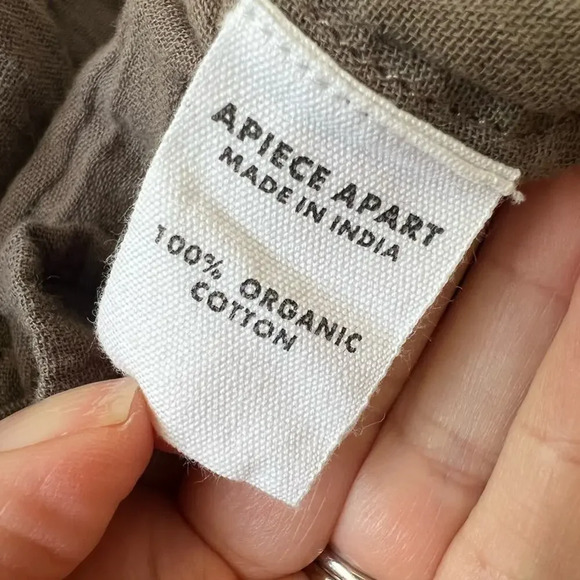 APIECE APART
MADE IN INDIA
100% ORGANIC
COTTON